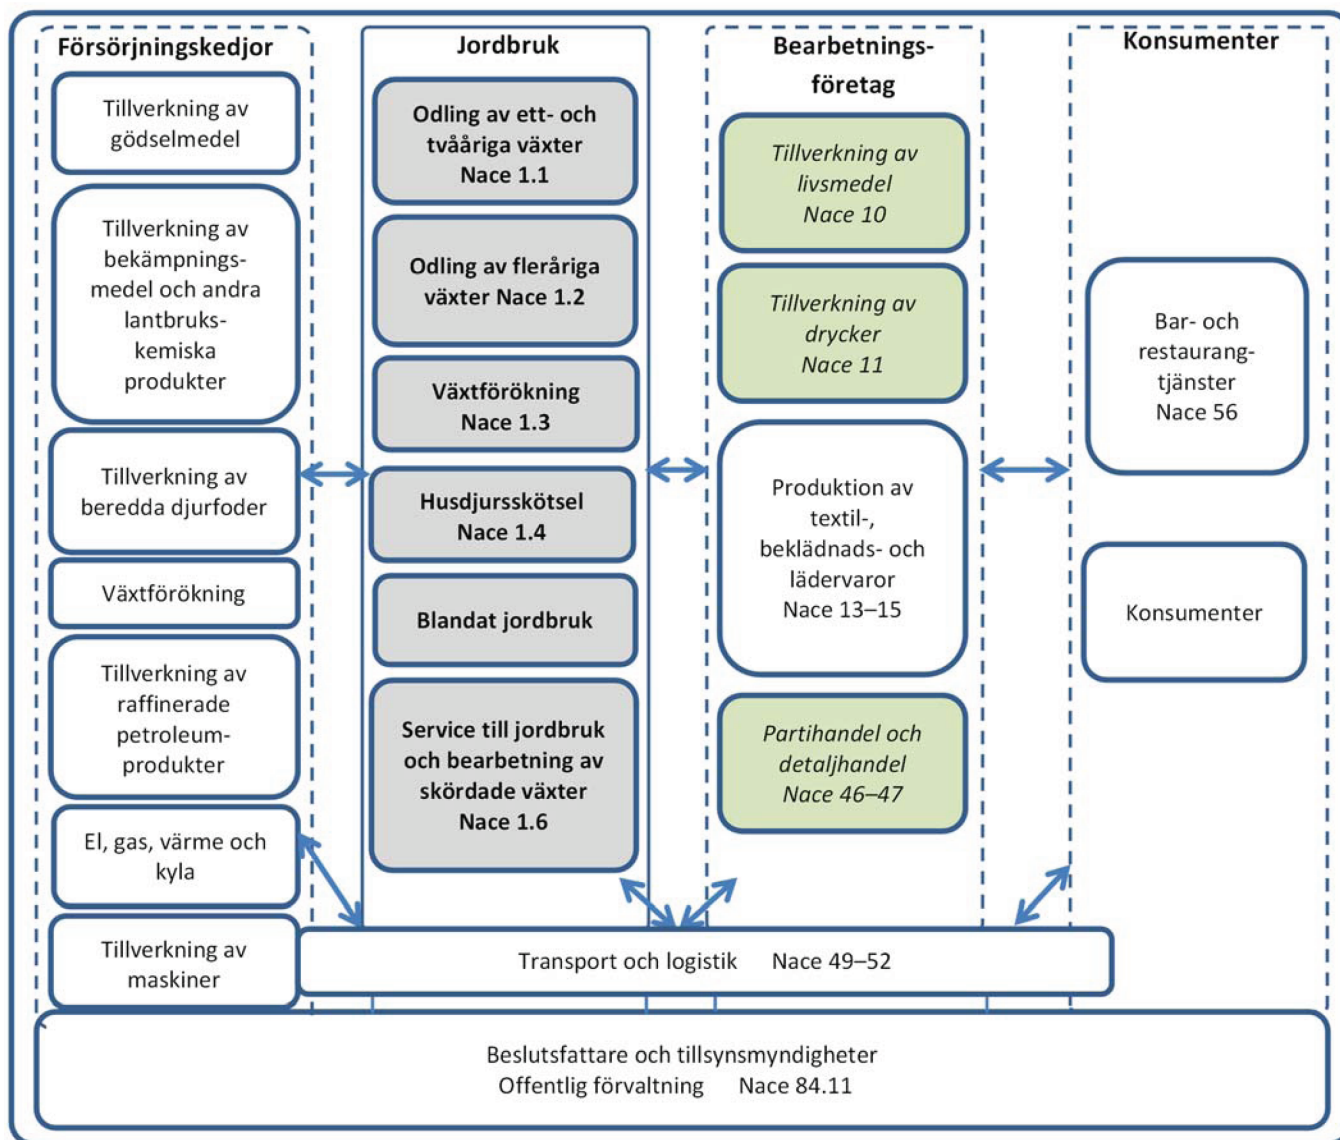 Försörjningskedjor
Tillverkning av
gödselmedel
Tillverkning av
bekämpnings-
medel och andra
lantbruks-
kemiska
produkter
Tillverkning av
beredda djurfoder
Växtförökning
Tillverkning av
raffinerade
petroleum-
produkter
El, gas, värme och
kyla
Tillverkning av
maskiner
Jordbruk
Odling av ett- och
tvååriga växter
Nace 1.1
Odling av fleråriga
växter Nace 1.2
Växtförökning
Nace 1.3
Husdjursskötsel
Nace 1.4
Blandat jordbruk
Service till jordbruk
och bearbetning av
skördade växter
Nace 1.6
Bearbetnings-
företag
Tillverkning av
livsmedel
Nace 10
Tillverkning av
drycker
Nace 11
Produktion av
textil-,
beklädnads- och
lädervaror
Nace 13–15
Partihandel och
detaljhandel
Nace 46–47
Konsumenter
Bar- och
restaurang-
tjänster
Nace 56
Konsumenter
Transport och logistik Nace 49–52
Beslutsfattare och tillsynsmyndigheter
Offentlig förvaltning Nace 84.11